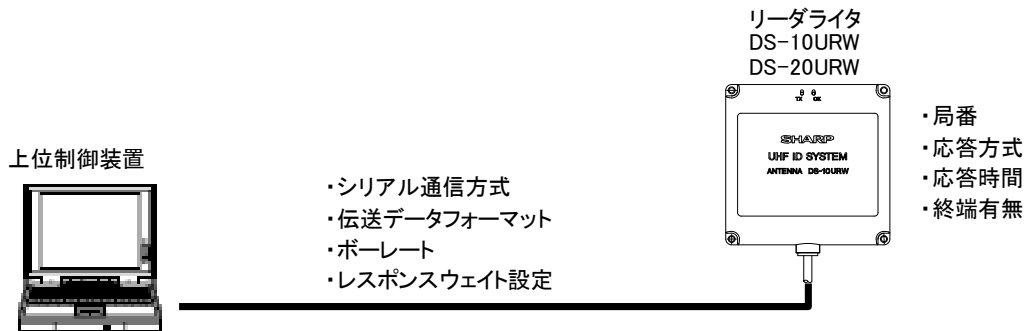 リーダライタ
DS-10URW
DS-20URW
TX OK
SHARP
UHF ID SYSTEM
ANTENNA DS-10URW
・局番
・応答方式
・応答時間
・終端有無
上位制御装置
・シリアル通信方式
・伝送データフォーマット
・ボーレート
・レスポンスウェイト設定